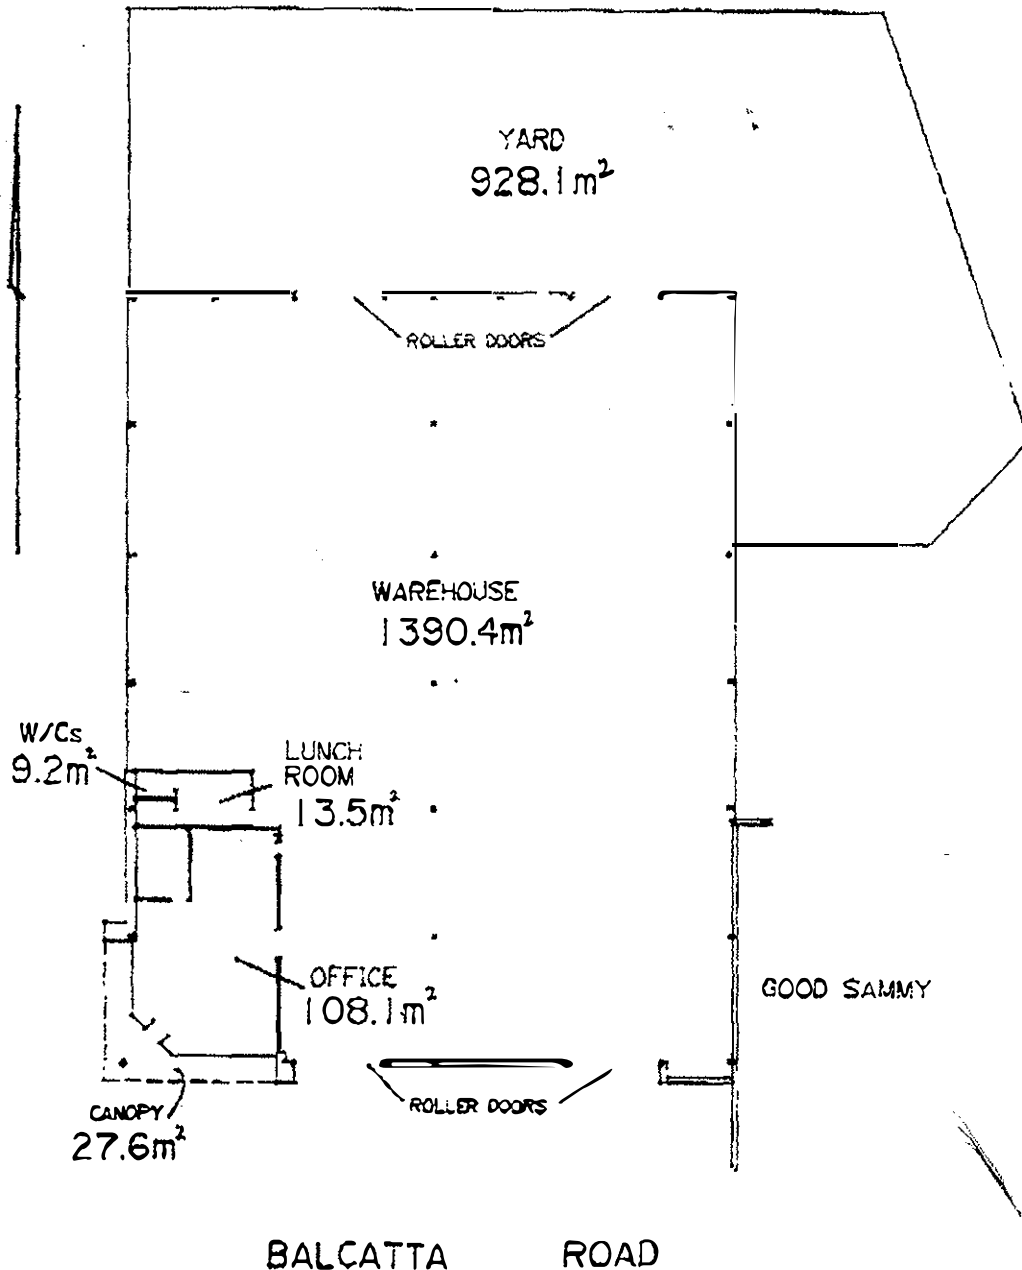 YARD
928.1m²
ROLLER DOORS
WAREHOUSE
1390.4m²
W/Cs
9.2m²
LUNCH
ROOM
13.5m²
OFFICE
108.1m²
GOOD SAMMY
CANOPY
27.6m²
ROLLER DOORS
BALCATTA ROAD